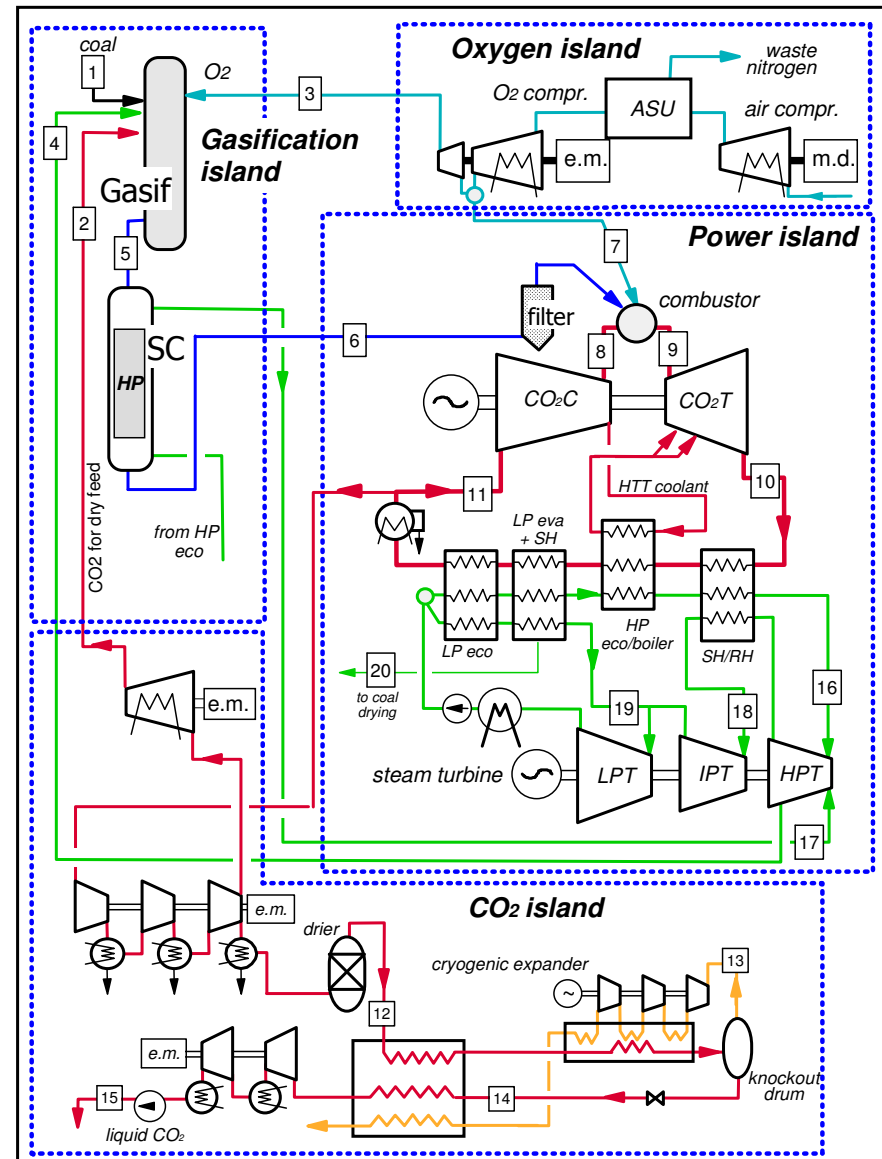 coal
1
O2
3
4
Gasification
island
Gasif
2
5
SC
HP
6
CO2 for dry feed
from HP
eco
Oxygen island
waste
nitrogen
O2 compr.
ASU
air compr.
e.m.
m.d.
Power island
7
combustor
filter
8
9
CO2C
CO2T
10
11
HTT coolant
LP eva
+ SH
LP eco
HP
eco/boiler
SH/RH
20
to coal
drying
16
19
18
steam turbine
LPT
IPT
HPT
17
e.m.
CO2 island
e.m.
drier
cryogenic expander
13
12
e.m.
14
15
liquid CO2
knockout
drum